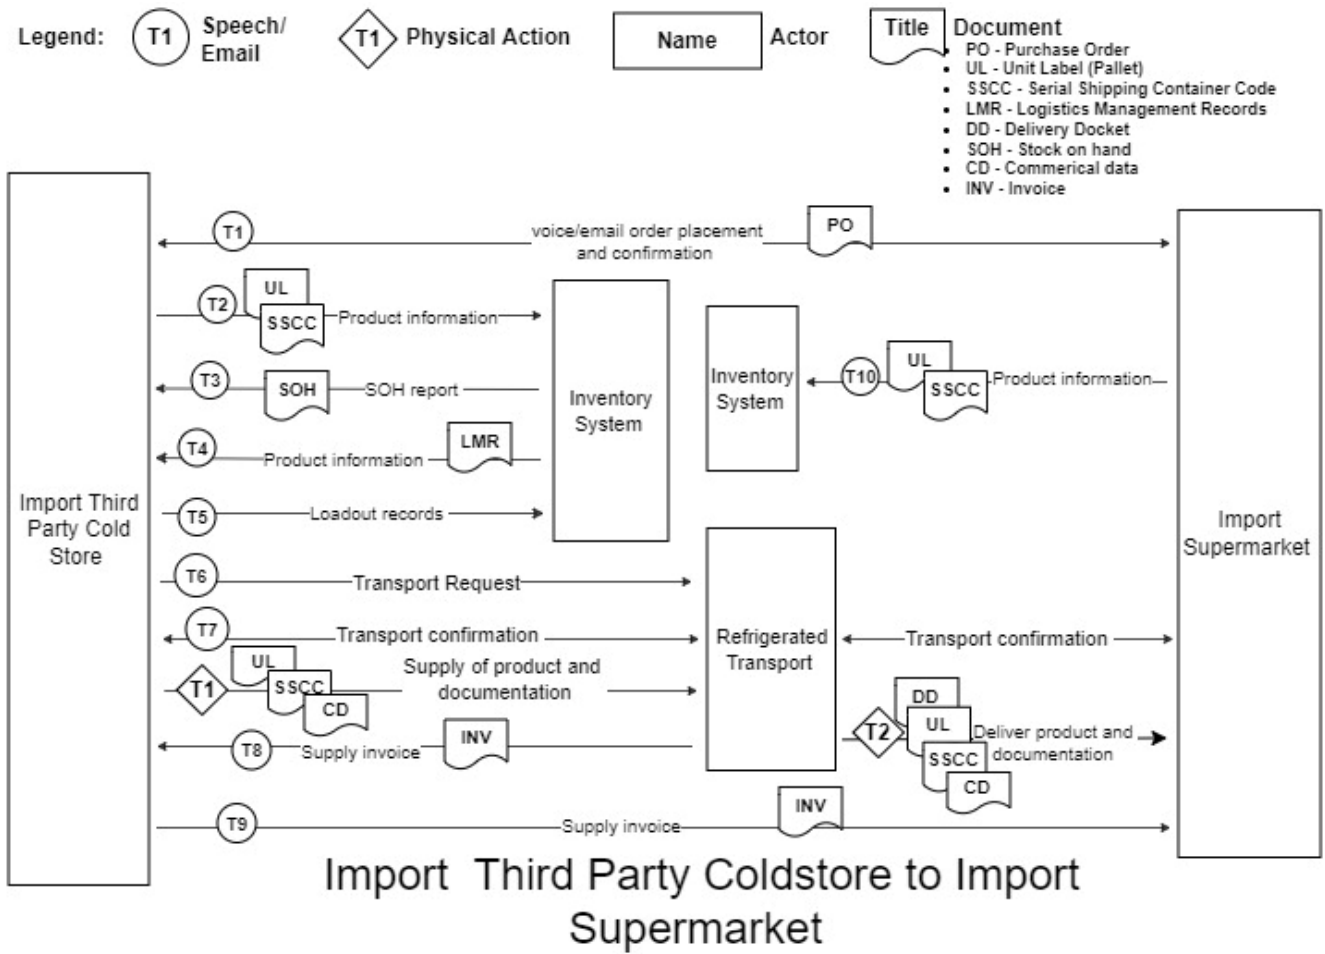 Legend:
T1
Speech/
Email
T1
Physical Action
Name
Actor
Title
Document
• PO - Purchase Order
• UL - Unit Label (Pallet)
• SSCC - Serial Shipping Container Code
• LMR - Logistics Management Records
• DD - Delivery Docket
• SOH - Stock on hand
• CD - Commerical data
• INV - Invoice
Import Third
Party Cold
Store
Import
Supermarket
T1
voice/email order placement
and confirmation
PO
T2
UL
SSCC
Product information
T3
SOH
SOH report
T4
Product information
LMR
T5
Loadout records
Inventory
System
Inventory
System
T10
UL
SSCC
Product information
T6
Transport Request
T7
Transport confirmation
Refrigerated
Transport
Transport confirmation
T1
UL
SSCC
CD
Supply of product and
documentation
T2
DD
UL
SSCC
CD
Deliver product and
documentation
T8
Supply invoice
INV
T9
Supply invoice
INV
Import Third Party Coldstore to Import
Supermarket